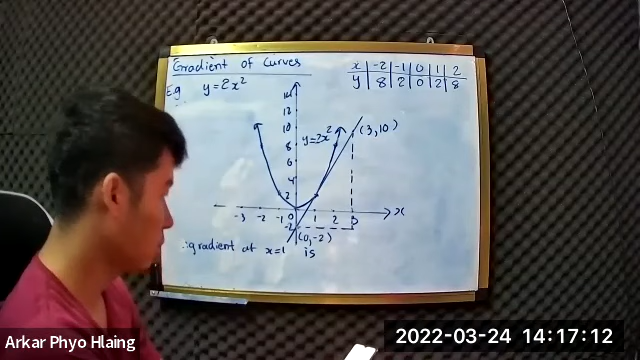 Gradient of Curves
E.g y=2x²
x -2 -1 0 1 2
y 8 2 0 2 8
14
12
10
8
6
4
2
y=2x²
(3,10)
-3 -2 -1 0 1 2 3 x
-2
(0,-2)
∴gradient at x=1 is
Arkar Phyo Hlaing
2022-03-24 14:17:12